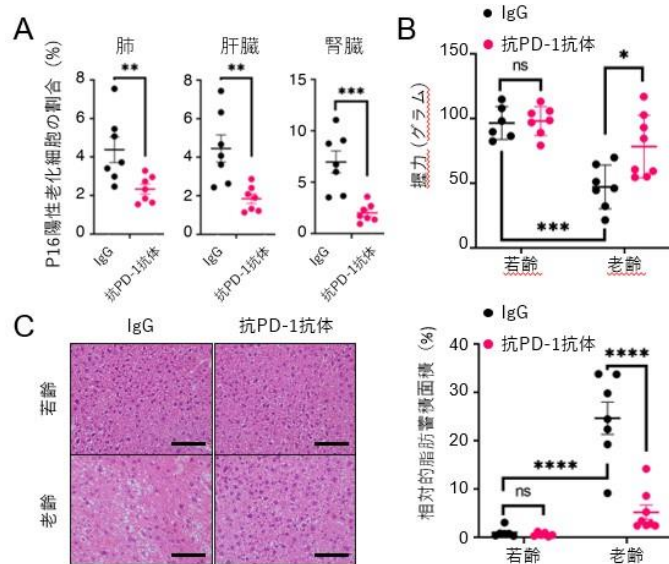 A
P16陽性老化細胞の割合（%）
肺
8
6
4
2
0
**
IgG
抗PD-1抗体
肝臓
8
6
4
2
0
**
IgG
抗PD-1抗体
腎臓
15
10
5
0
***
IgG
抗PD-1抗体
B
IgG
抗PD-1抗体
握力（グラム）
150
100
50
0
ns
*
***
若齢
老齢
C
IgG
抗PD-1抗体
若齢
老齢
IgG
抗PD-1抗体
相対的脂肪蓄積面積（%）
40
30
20
10
0
ns
****
****
若齢
老齢